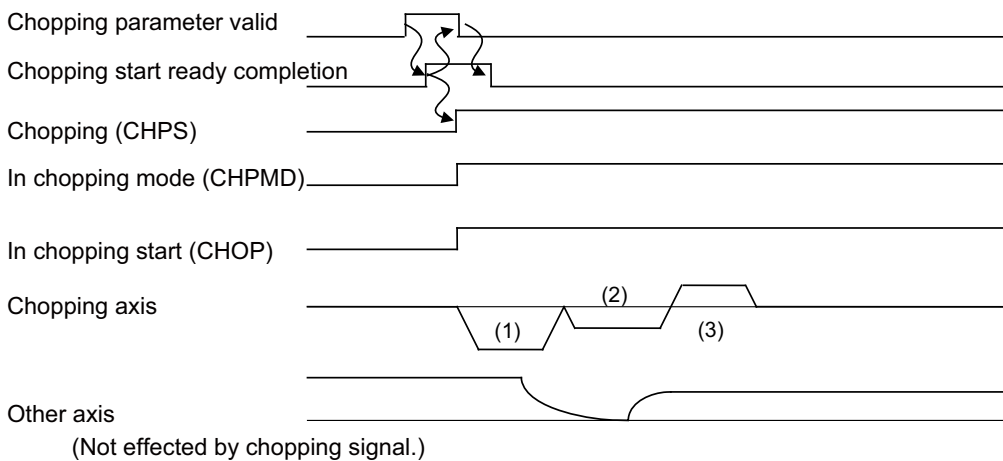 Chopping parameter valid
Chopping start ready completion
Chopping (CHPS)
In chopping mode (CHPMD)
In chopping start (CHOP)
Chopping axis
(1)
(2)
(3)
Other axis
(Not effected by chopping signal.)